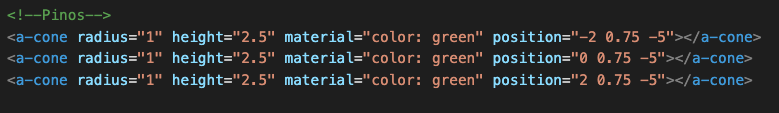 <!--Pinos-->
<a-cone radius="1" height="2.5" material="color: green" position="-2 0.75 -5"></a-cone>
<a-cone radius="1" height="2.5" material="color: green" position="0 0.75 -5"></a-cone>
<a-cone radius="1" height="2.5" material="color: green" position="2 0.75 -5"></a-cone>